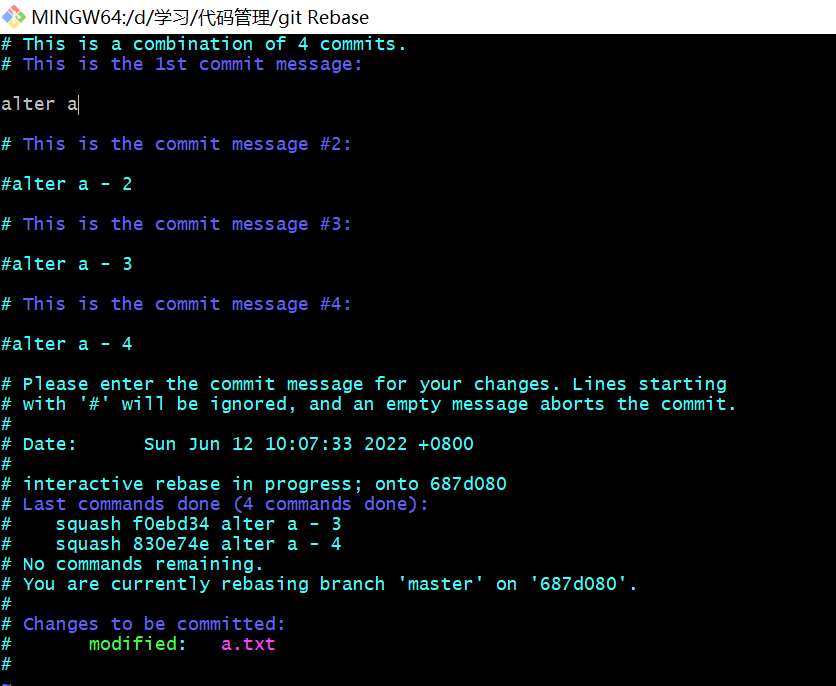 MINGW64:/d/学习/代码管理/git Rebase
# This is a combination of 4 commits.
# This is the 1st commit message:
alter a
# This is the commit message #2:
#alter a - 2
# This is the commit message #3:
#alter a - 3
# This is the commit message #4:
#alter a - 4
# Please enter the commit message for your changes. Lines starting
# with '#' will be ignored, and an empty message aborts the commit.
#
# Date:      Sun Jun 12 10:07:33 2022 +0800
#
# interactive rebase in progress; onto 687d080
# Last commands done (4 commands done):
#    squash f0ebd34 alter a - 3
#    squash 830e74e alter a - 4
# No commands remaining.
# You are currently rebasing branch 'master' on '687d080'.
#
# Changes to be committed:
#       modified:   a.txt
#
~